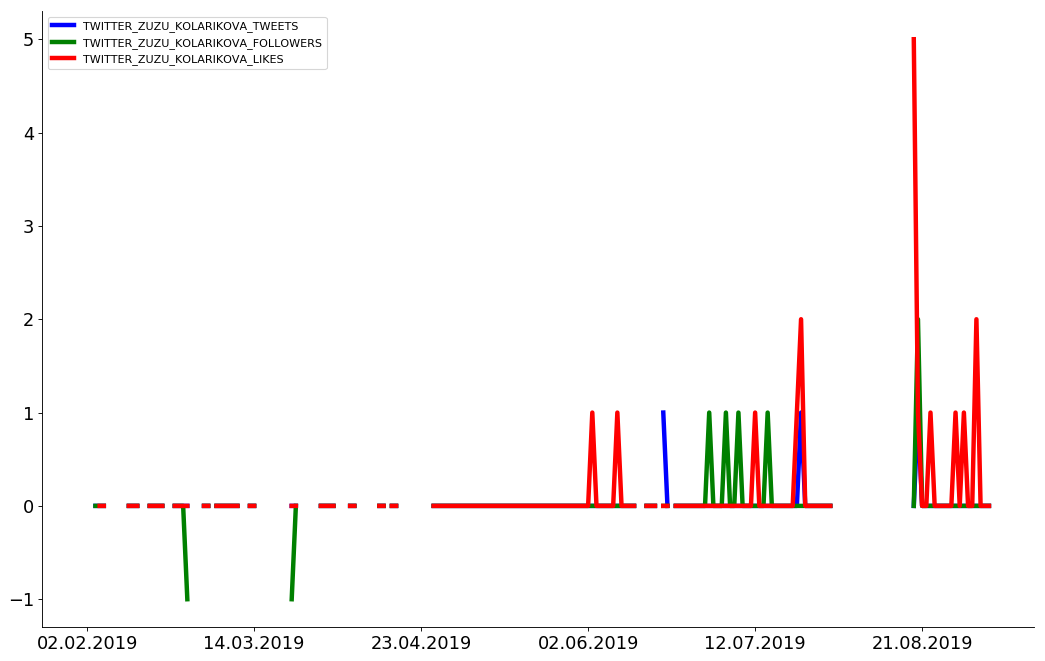 TWITTER_ZUZU_KOLARIKOVA_TWEETS
TWITTER_ZUZU_KOLARIKOVA_FOLLOWERS
TWITTER_ZUZU_KOLARIKOVA_LIKES
5
4
3
2
1
0
−1
02.02.2019 14.03.2019 23.04.2019 02.06.2019 12.07.2019 21.08.2019